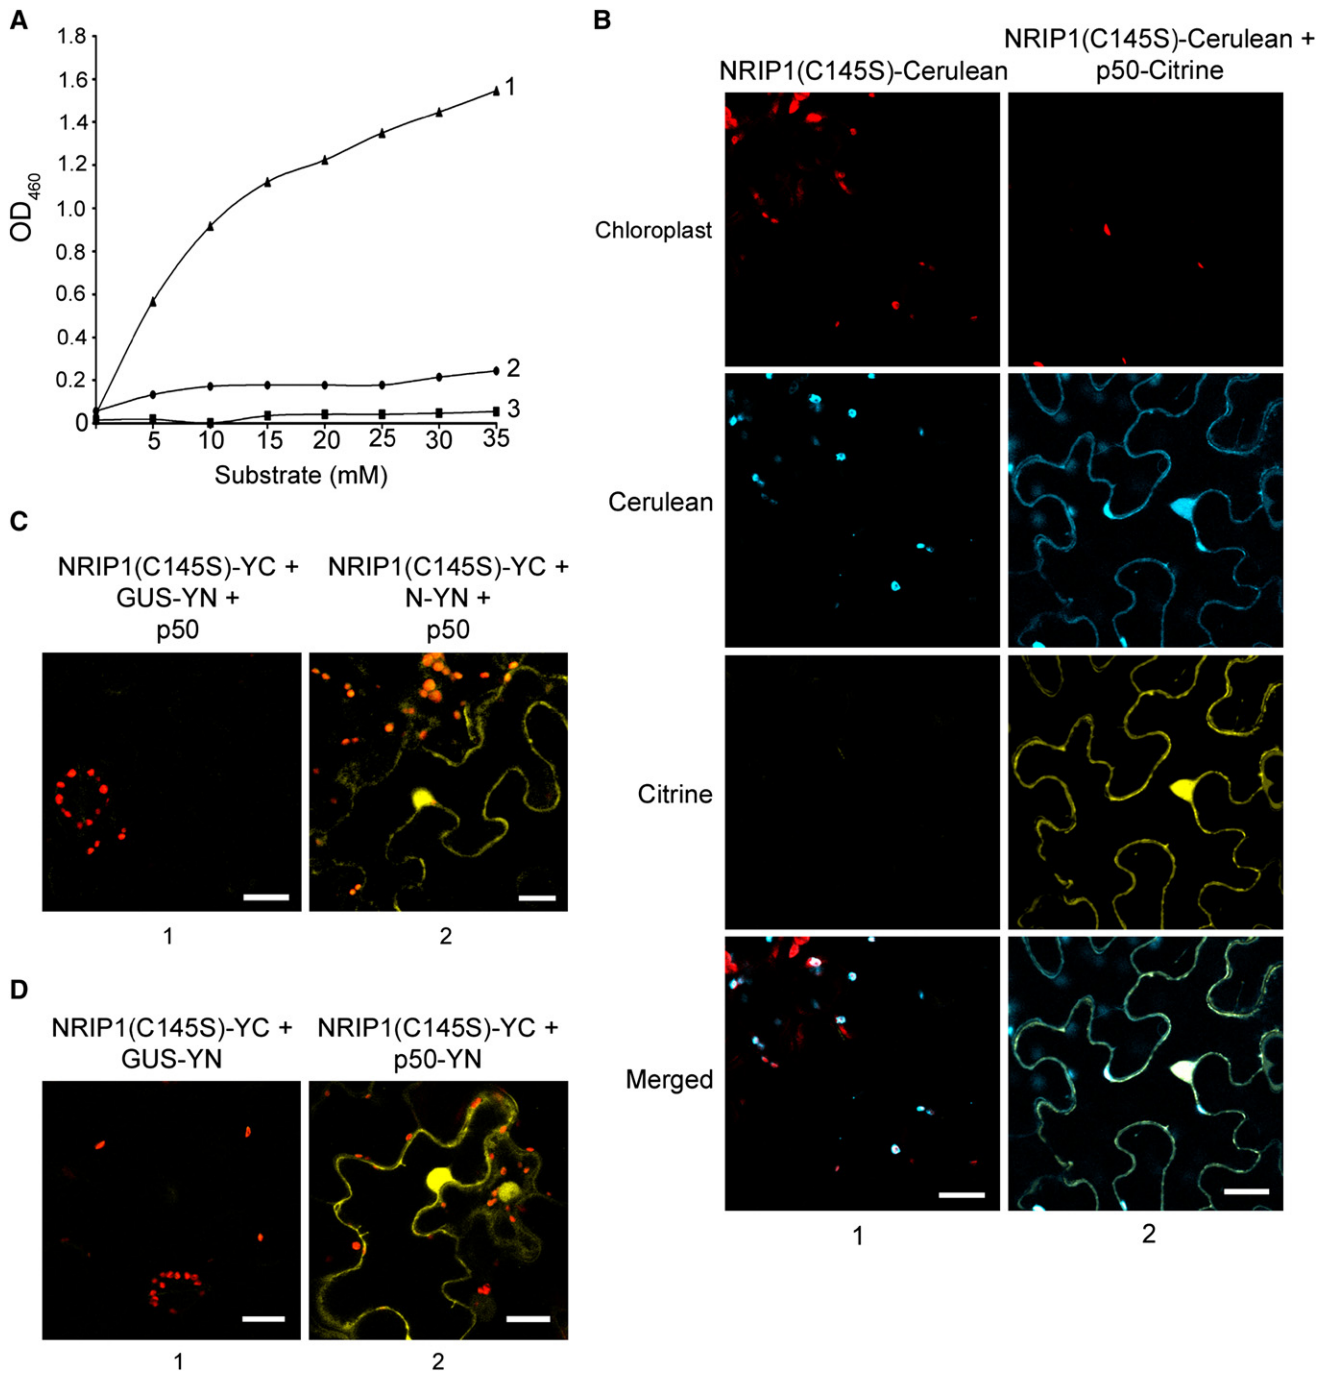 A
1.8
1.6
1.4
1.2
1.0
0.8
0.6
0.4
0.2
0
OD460
5 10 15 20 25 30 35
Substrate (mM)
1
2
3
B
NRIP1(C145S)-Cerulean
NRIP1(C145S)-Cerulean +
p50-Citrine
Chloroplast
Cerulean
Citrine
Merged
1
2
C
NRIP1(C145S)-YC +
GUS-YN +
p50
NRIP1(C145S)-YC +
N-YN +
p50
1
2
D
NRIP1(C145S)-YC +
GUS-YN
NRIP1(C145S)-YC +
p50-YN
1
2